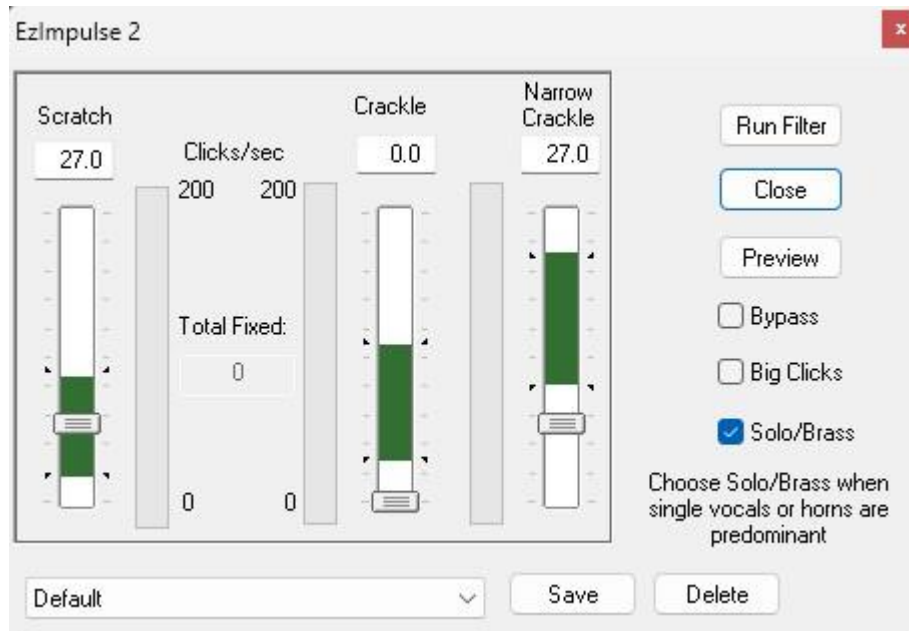 EzImpulse 2
x
Scratch
27.0
Clicks/sec
200 200
Total Fixed:
0
0 0
Crackle
0.0
Narrow
Crackle
27.0
Run Filter
Close
Preview
Bypass
Big Clicks
Solo/Brass
Choose Solo/Brass when
single vocals or horns are
predominant
Default
Save
Delete